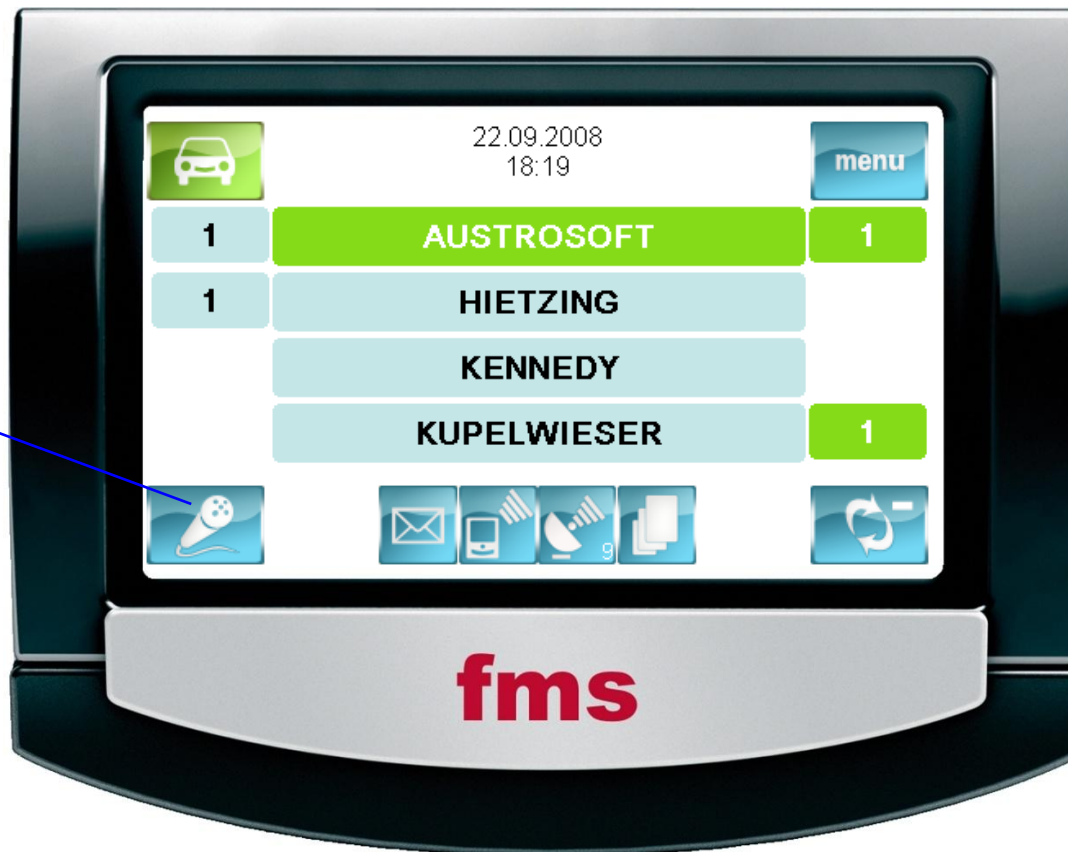 22.09.2008
18:19
menu
1 AUSTROSOFT 1
1 HIETZING
KENNEDY
KUPELWIESER 1
9
fms